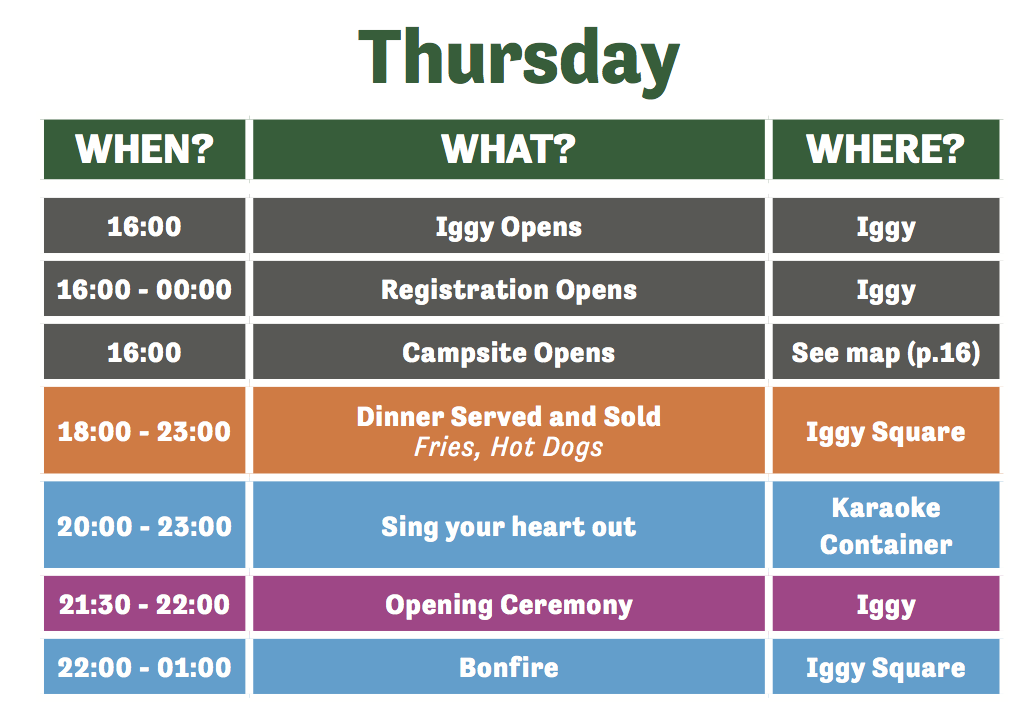 Thursday
WHEN? WHAT? WHERE?
16:00 Iggy Opens Iggy
16:00 - 00:00 Registration Opens Iggy
16:00 Campsite Opens See map (p.16)
18:00 - 23:00 Dinner Served and Sold Iggy Square
Fries, Hot Dogs
20:00 - 23:00 Sing your heart out Karaoke
Container
21:30 - 22:00 Opening Ceremony Iggy
22:00 - 01:00 Bonfire Iggy Square